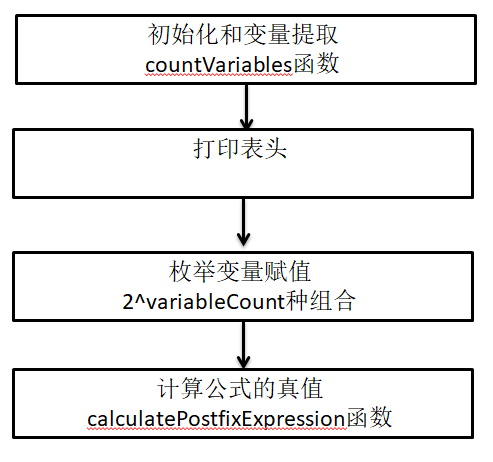 初始化和变量提取
countVariables函数
打印表头
枚举变量赋值
2^variableCount种组合
计算公式的真值
calculatePostfixExpression函数